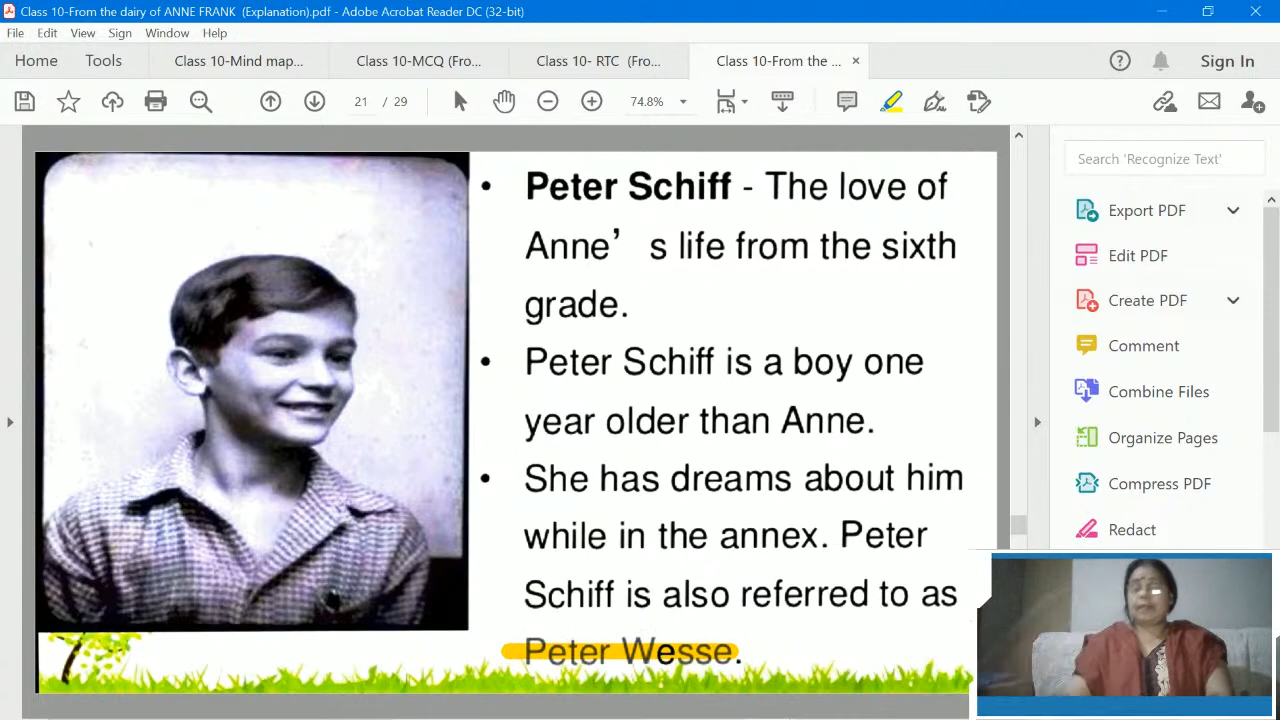 Class 10-From the dairy of ANNE FRANK (Explanation).pdf - Adobe Acrobat Reader DC (32-bit)
File Edit View Sign Window Help
Home Tools Class 10-Mind map... Class 10-MCQ (Fro... Class 10- RTC (Fro... Class 10-From the ... × Sign In
21 / 29 74.8%
• Peter Schiff - The love of
Anne’ s life from the sixth
grade.
• Peter Schiff is a boy one
year older than Anne.
• She has dreams about him
while in the annex. Peter
Schiff is also referred to as
Peter Wesse.
Search 'Recognize Text'
Export PDF
Edit PDF
Create PDF
Comment
Combine Files
Organize Pages
Compress PDF
Redact